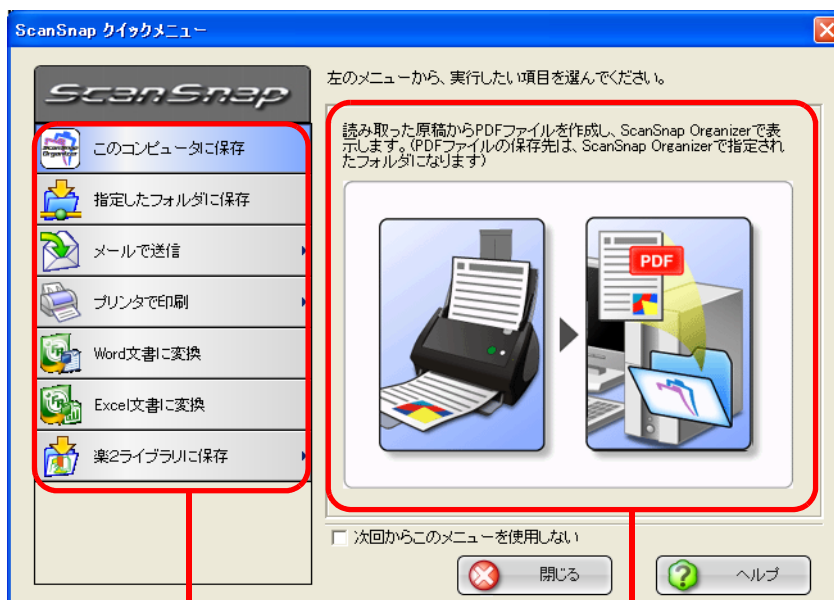 ScanSnap クイックメニュー
ScanSnap
左のメニューから、実行したい項目を選んでください。
このコンピュータに保存
指定したフォルダに保存
メールで送信
プリンタで印刷
Word文書に変換
Excel文書に変換
楽2ライブラリに保存
読み取った原稿からPDFファイルを作成し、ScanSnap Organizerで表
示します。(PDFファイルの保存先は、ScanSnap Organizerで指定され
たフォルダになります)
PDF
次回からこのメニューを使用しない
閉じる
ヘルプ